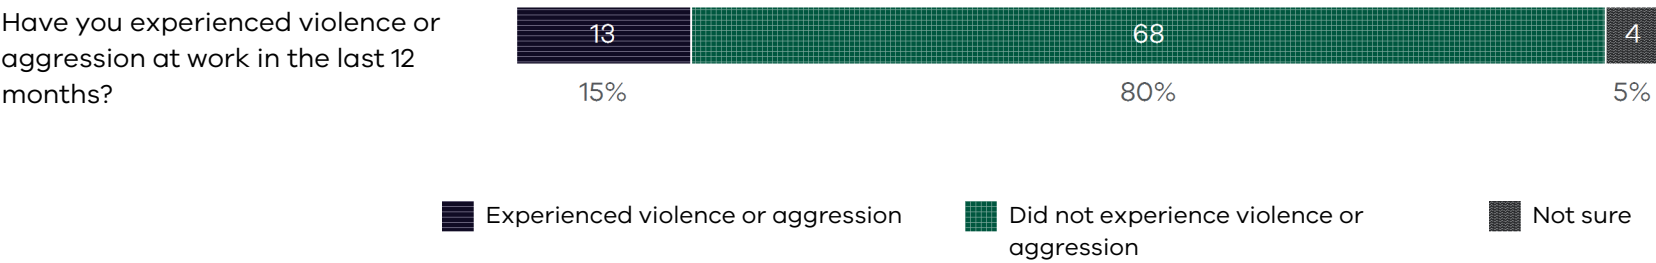 Have you experienced violence or
aggression at work in the last 12
months?
13
68
4
15%
80%
5%
Experienced violence or aggression
Did not experience violence or
aggression
Not sure